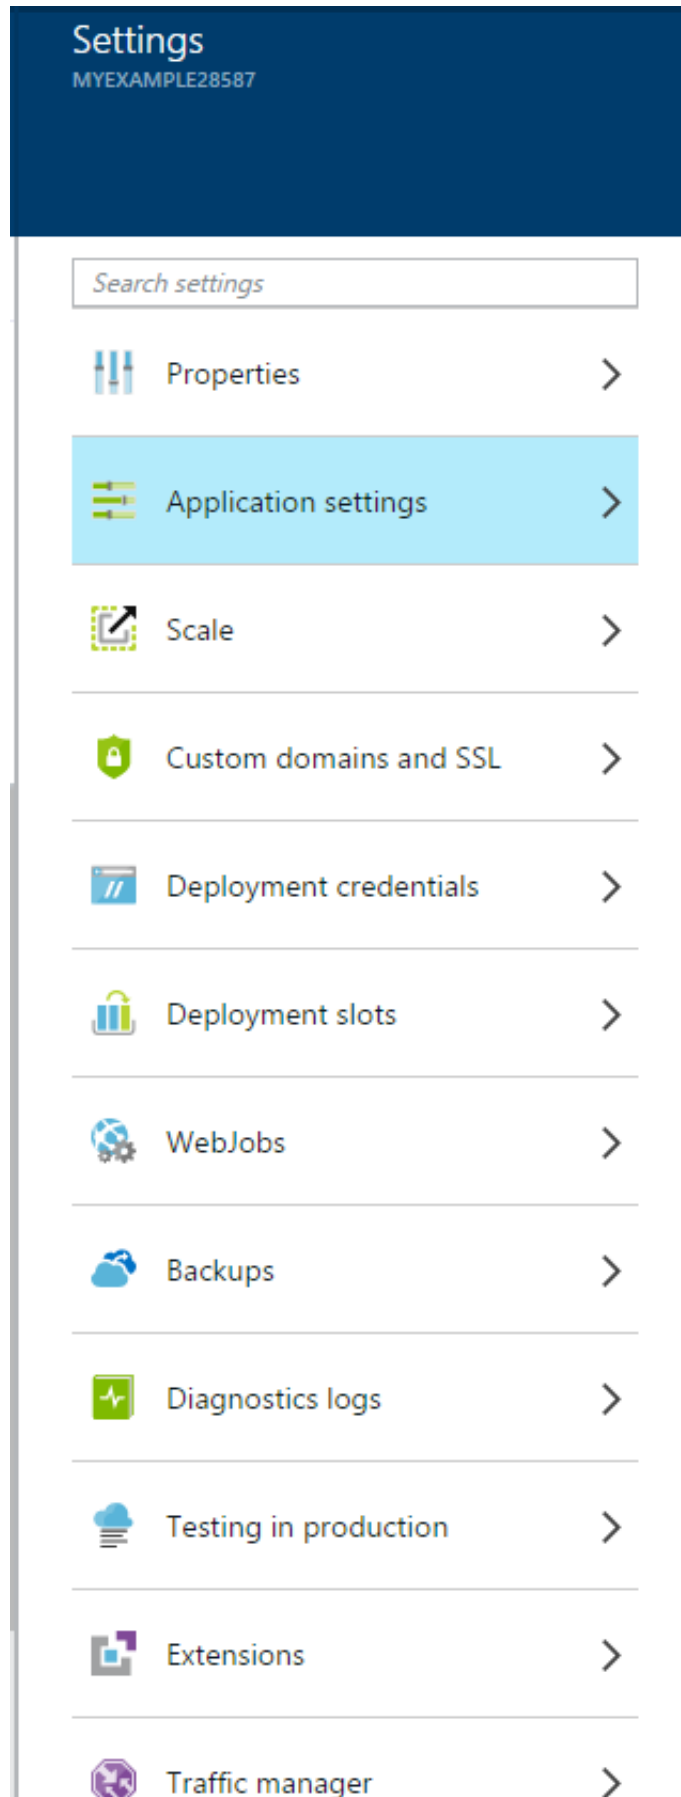 Settings
MYEXAMPLE28587
Search settings
Properties
Application settings
Scale
Custom domains and SSL
Deployment credentials
Deployment slots
WebJobs
Backups
Diagnostics logs
Testing in production
Extensions
Traffic manager